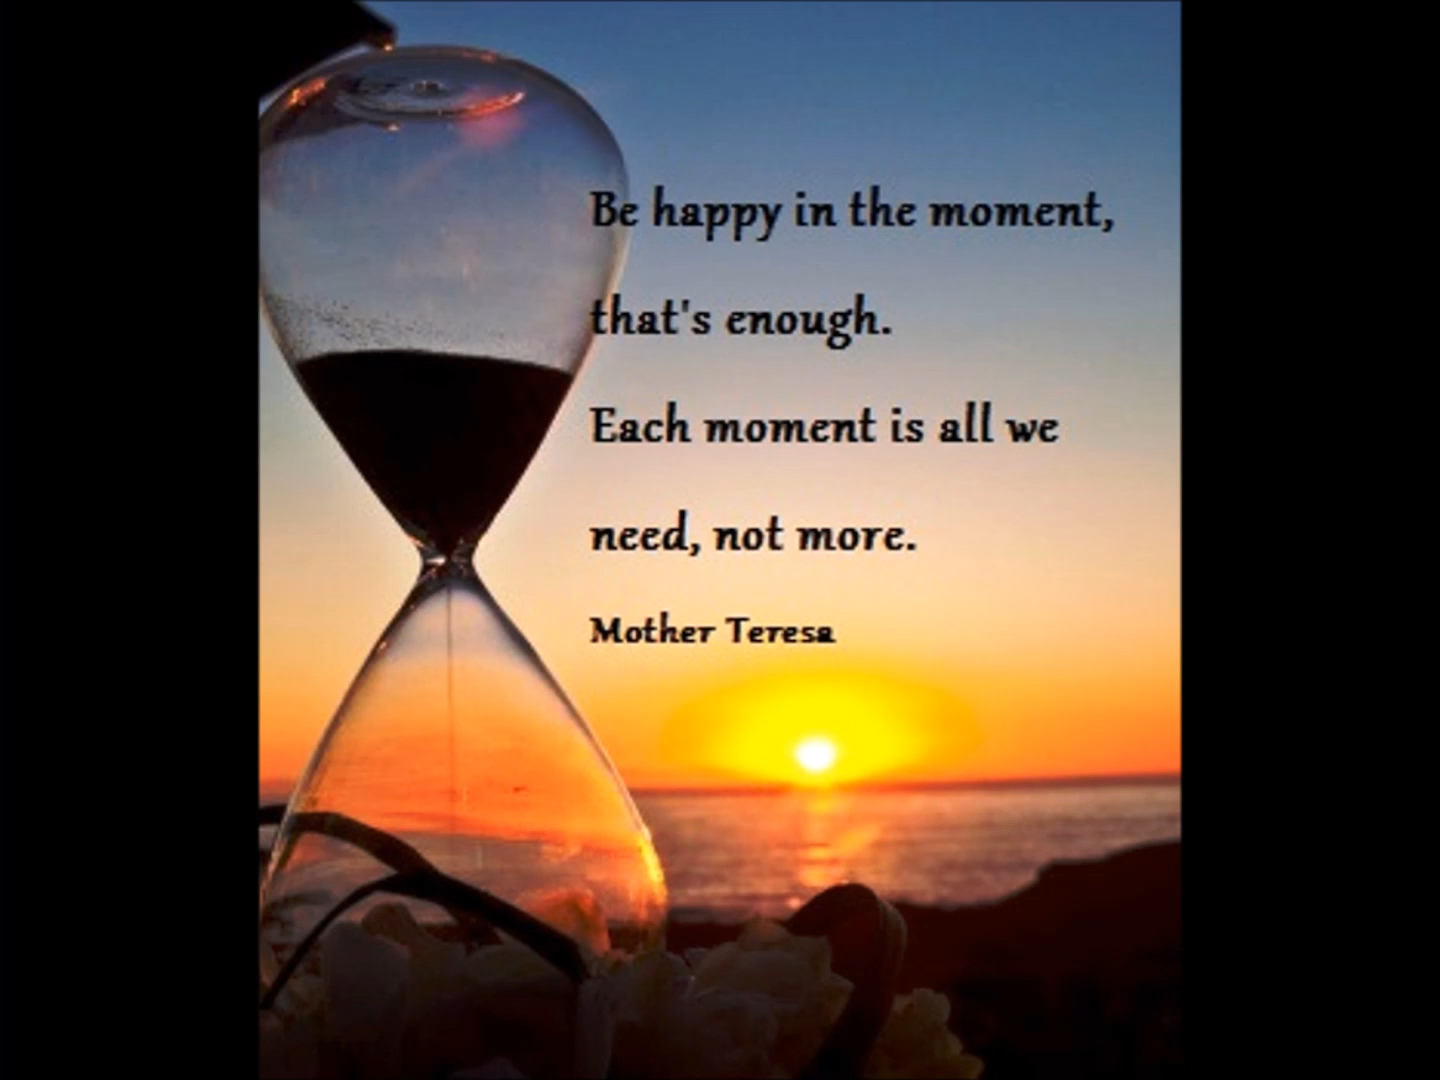 Be happy in the moment,
that's enough.
Each moment is all we
need, not more.
Mother Teresa